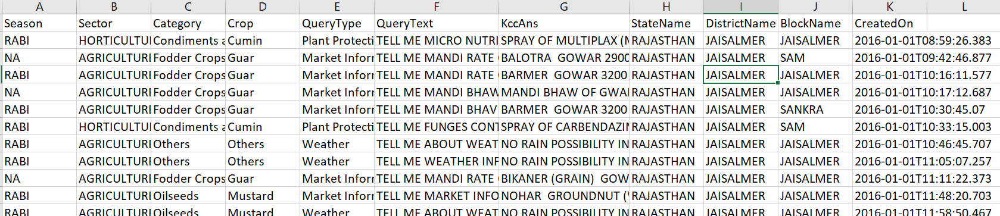 A B C D E F G H I J K L
Season Sector Category Crop QueryType QueryText KccAns StateName DistrictName BlockName CreatedOn
RABI HORTICULTU Condiments a Cumin Plant Protecti TELL ME MICRO NUTRI SPRAY OF MULTIPLAX (M RAJASTHAN JAISALMER JAISALMER 2016-01-01T08:59:26.383
NA AGRICULTURI Fodder Crops Guar Market Inforr TELL ME MANDI RATE BALOTRA GOWAR 2900 RAJASTHAN JAISALMER SAM 2016-01-01T09:42:46.877
RABI AGRICULTURI Fodder Crops Guar Market Inforr TELL ME MANDI RATE BARMER GOWAR 3200 RAJASTHAN JAISALMER JAISALMER 2016-01-01T10:16:11.577
NA AGRICULTURI Fodder Crops Guar Market Inforr TELL ME MANDI BHAW MANDI BHAW OF GWAI RAJASTHAN JAISALMER JAISALMER 2016-01-01T10:17:12.687
RABI AGRICULTURI Fodder Crops Guar Market Inforr TELL ME MANDI BHAV BARMER GOWAR 3200 RAJASTHAN JAISALMER SANKRA 2016-01-01T10:30:45.07
RABI HORTICULTU Condiments a Cumin Plant Protecti TELL ME FUNGES CONT SPRAY OF CARBENDAZIN RAJASTHAN JAISALMER SAM 2016-01-01T10:33:15.003
RABI AGRICULTURI Others Others Weather TELL ME ABOUT WEAT NO RAIN POSSIBILITY IN RAJASTHAN JAISALMER JAISALMER 2016-01-01T10:46:45.707
RABI AGRICULTURI Others Others Weather TELL ME WEATHER INF NO RAIN POSSIBILITY IN RAJASTHAN JAISALMER JAISALMER 2016-01-01T11:05:07.257
NA AGRICULTURI Fodder Crops Guar Market Inforr TELL ME MANDI RATE BIKANER (GRAIN) GOW RAJASTHAN JAISALMER JAISALMER 2016-01-01T11:11:22.373
RABI AGRICULTURI Oilseeds Mustard Market Inforr TELL ME MARKET INFO NOHAR GROUNDNUT ( RAJASTHAN JAISALMER JAISALMER 2016-01-01T11:48:20.703
RABI AGRICULTURI Oilseeds Mustard Weather TELL ME ABOUT WEAT NO RAIN POSSIBILITY IN RAJASTHAN JAISALMER JAISALMER 2016-01-01T11:58:50.467